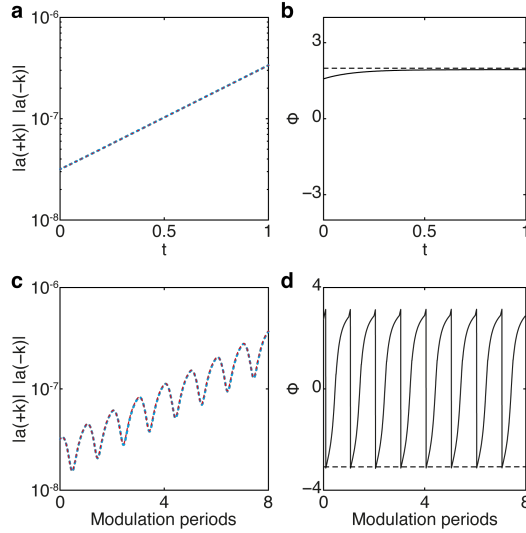 a
|a(+k)| |a(−k)|
10⁻⁶
10⁻⁷
10⁻⁸
0
0.5
1
t
b
Φ
3
0
−3
0
0.5
1
t
c
|a(+k)| |a(−k)|
10⁻⁶
10⁻⁷
10⁻⁸
0
4
8
Modulation periods
d
Φ
4
0
−4
0
4
8
Modulation periods